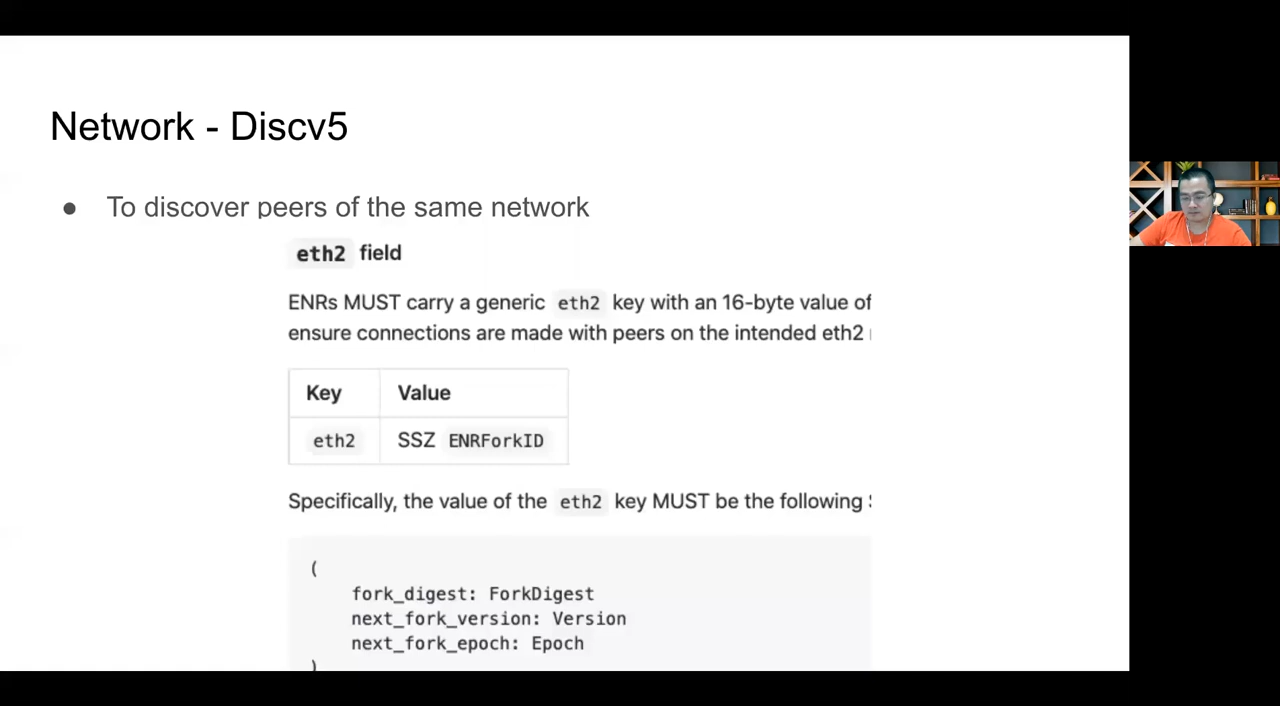 Network - Discv5
● To discover peers of the same network
eth2 field
ENRs MUST carry a generic eth2 key with an 16-byte value of
ensure connections are made with peers on the intended eth2
Key Value
eth2 SSZ ENRForkID
Specifically, the value of the eth2 key MUST be the following
(
fork_digest: ForkDigest
next_fork_version: Version
next_fork_epoch: Epoch
)